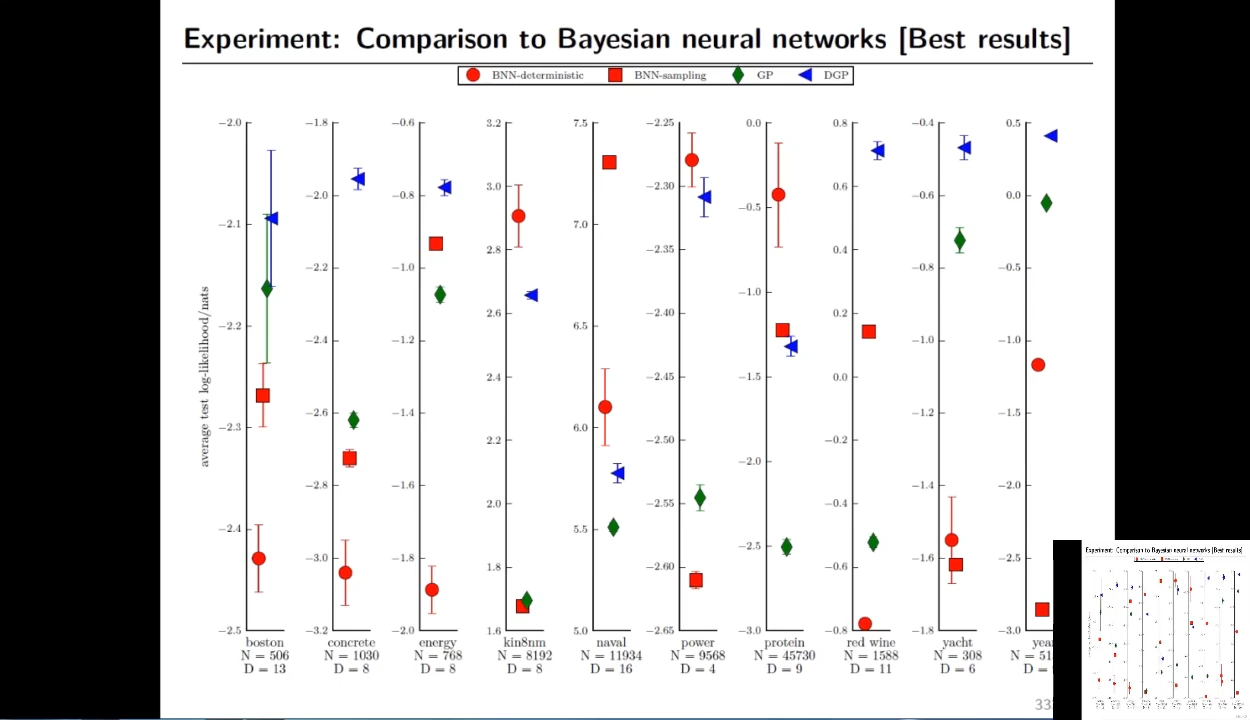 Experiment: Comparison to Bayesian neural networks [Best results]
BNN-deterministic BNN-sampling GP DGP
average test log-likelihood/nats
−2.0
−2.1
−2.2
−2.3
−2.4
−2.5
boston
N = 506
D = 13
−1.8
−2.0
−2.2
−2.4
−2.6
−2.8
−3.0
−3.2
concrete
N = 1030
D = 8
−0.6
−0.8
−1.0
−1.2
−1.4
−1.6
−1.8
−2.0
energy
N = 768
D = 8
3.2
3.0
2.8
2.6
2.4
2.2
2.0
1.8
1.6
kin8nm
N = 8192
D = 8
7.5
7.0
6.5
6.0
5.5
5.0
naval
N = 11934
D = 16
−2.25
−2.30
−2.35
−2.40
−2.45
−2.50
−2.55
−2.60
−2.65
power
N = 9568
D = 4
0.0
−0.5
−1.0
−1.5
−2.0
−2.5
−3.0
protein
N = 45730
D = 9
0.8
0.6
0.4
0.2
0.0
−0.2
−0.4
−0.6
−0.8
red wine
N = 1588
D = 11
−0.4
−0.6
−0.8
−1.0
−1.2
−1.4
−1.6
−1.8
yacht
N = 308
D = 6
0.5
0.0
−0.5
−1.0
−1.5
−2.0
−2.5
−3.0
N = 51
D =
33
Experiment: Comparison to Bayesian neural networks [Best results]